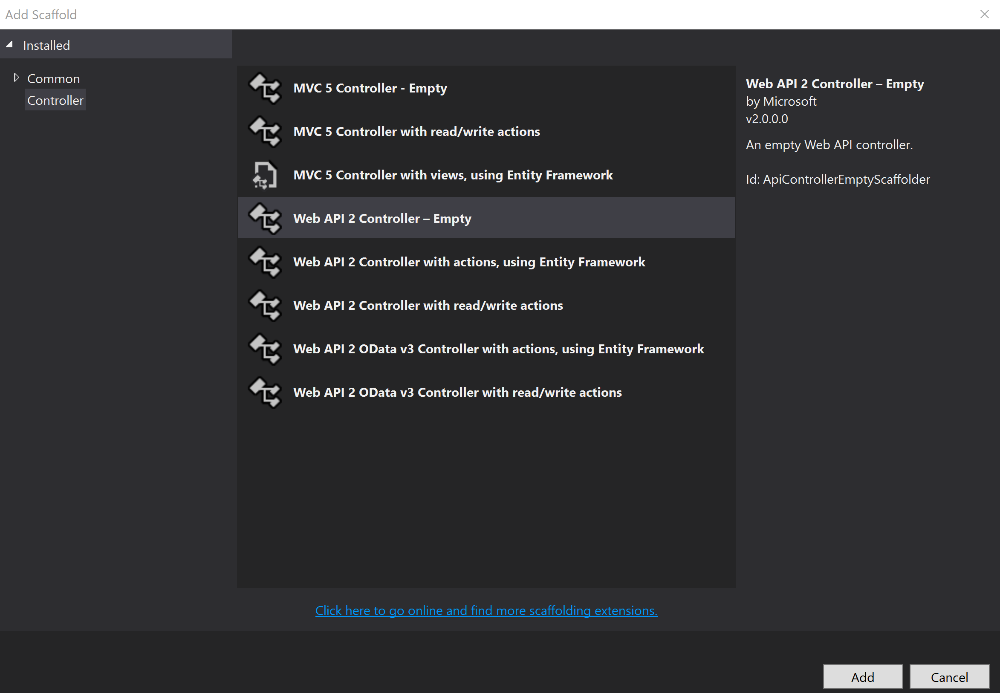 Add Scaffold
Installed
Common
Controller
MVC 5 Controller - Empty
MVC 5 Controller with read/write actions
MVC 5 Controller with views, using Entity Framework
Web API 2 Controller – Empty
Web API 2 Controller with actions, using Entity Framework
Web API 2 Controller with read/write actions
Web API 2 OData v3 Controller with actions, using Entity Framework
Web API 2 OData v3 Controller with read/write actions
Web API 2 Controller – Empty
by Microsoft
v2.0.0.0
An empty Web API controller.
Id: ApiControllerEmptyScaffolder
Click here to go online and find more scaffolding extensions.
Add
Cancel